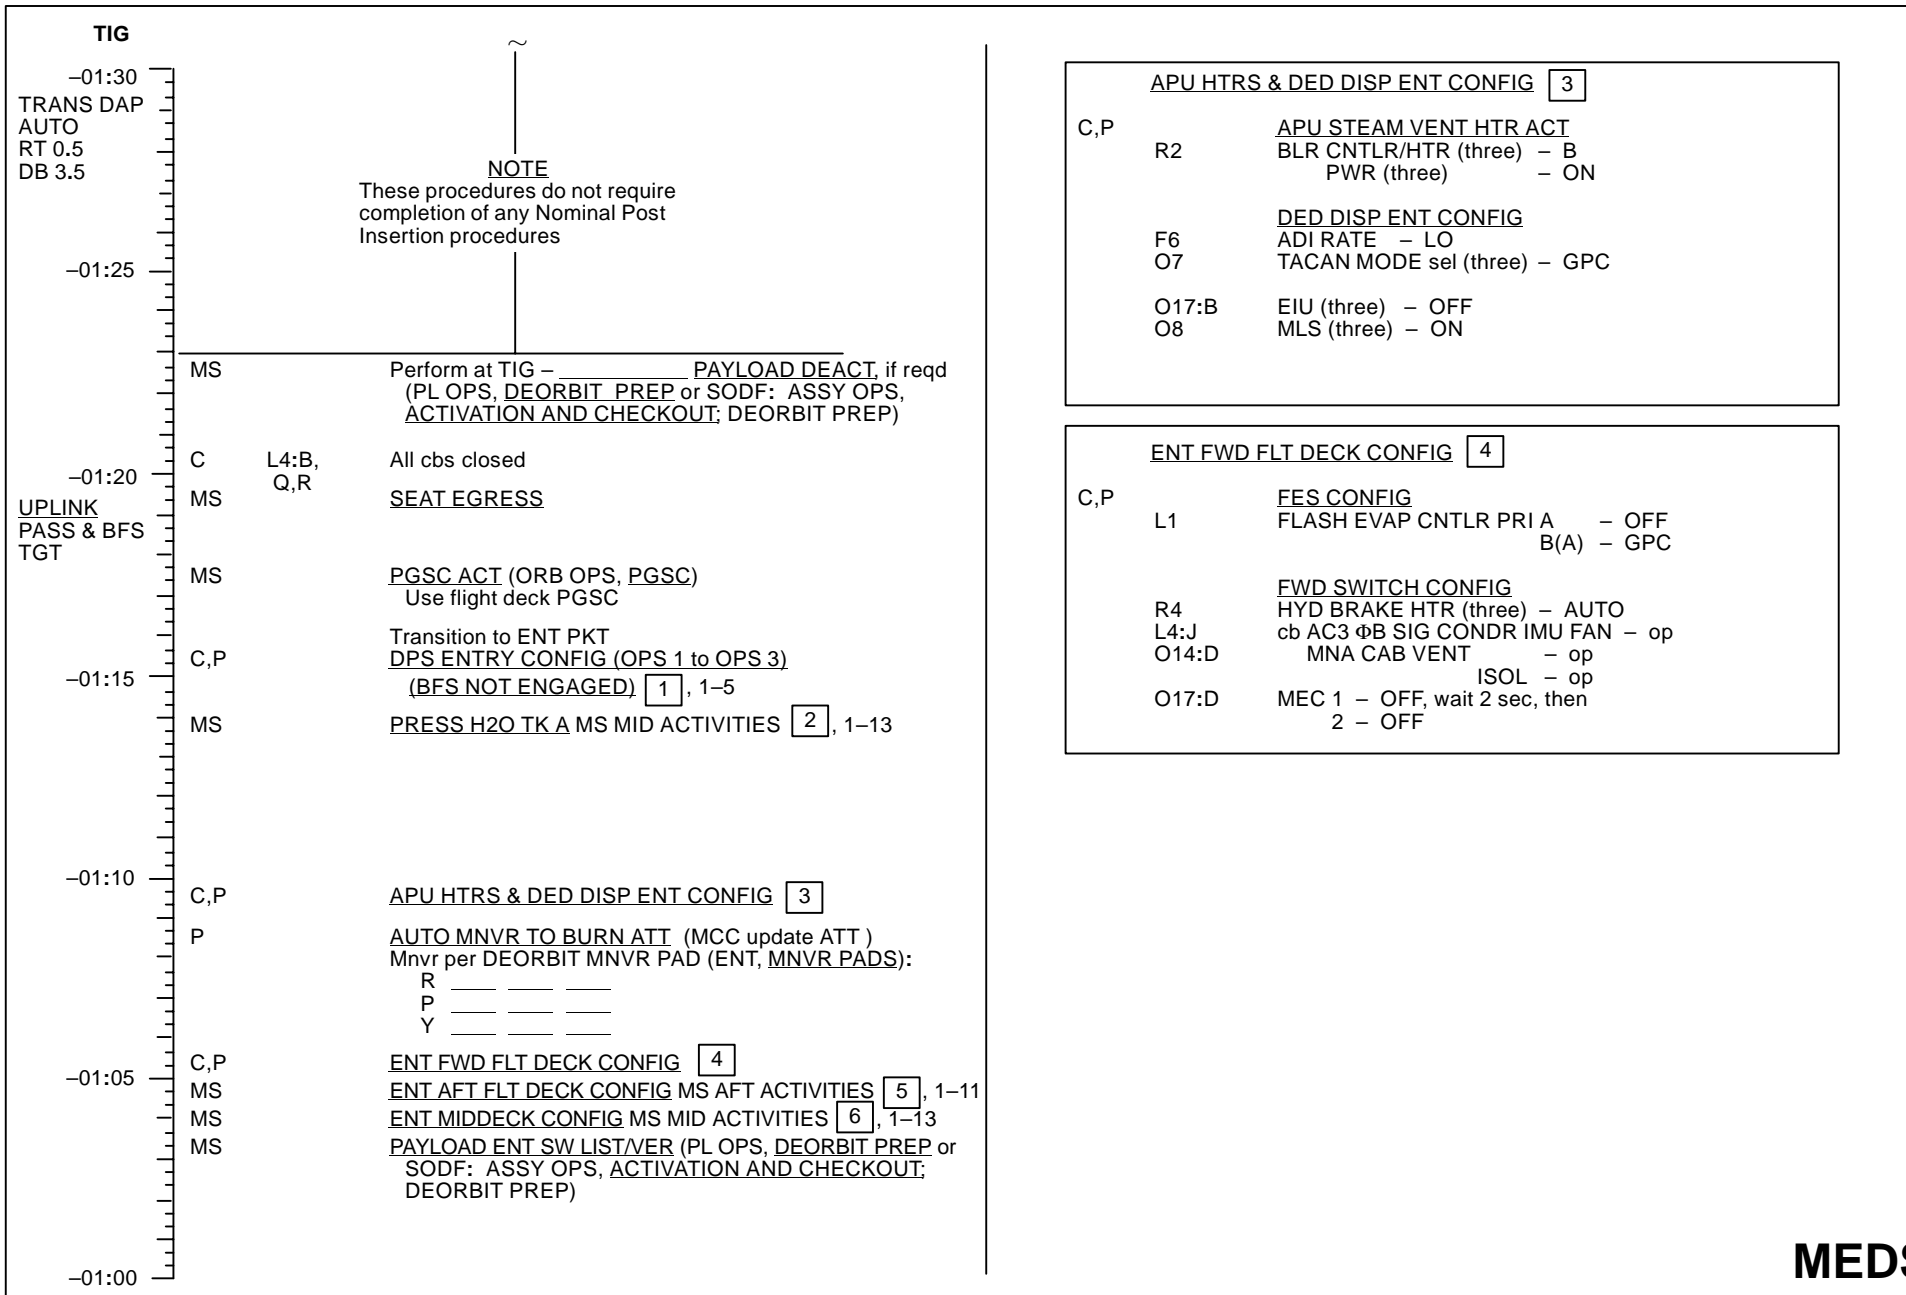 TIG
–01:30
TRANS DAP
AUTO
RT 0.5
DB 3.5
~
NOTE
These procedures do not require
completion of any Nominal Post
Insertion procedures
–01:25
MS Perform at TIG – __________ PAYLOAD DEACT, if reqd
(PL OPS, DEORBIT PREP or SODF: ASSY OPS,
ACTIVATION AND CHECKOUT; DEORBIT PREP)
C L4:B, All cbs closed
Q,R
–01:20
MS SEAT EGRESS
UPLINK
PASS & BFS
TGT
MS PGSC ACT (ORB OPS, PGSC)
Use flight deck PGSC
Transition to ENT PKT
C,P DPS ENTRY CONFIG (OPS 1 to OPS 3)
–01:15
(BFS NOT ENGAGED) 1 , 1–5
MS PRESS H2O TK A MS MID ACTIVITIES 2 , 1–13
–01:10
C,P APU HTRS & DED DISP ENT CONFIG 3
P AUTO MNVR TO BURN ATT (MCC update ATT )
Mnvr per DEORBIT MNVR PAD (ENT, MNVR PADS):
R ____ ____ ____
P ____ ____ ____
Y ____ ____ ____
C,P ENT FWD FLT DECK CONFIG 4
–01:05
MS ENT AFT FLT DECK CONFIG MS AFT ACTIVITIES 5 , 1–11
MS ENT MIDDECK CONFIG MS MID ACTIVITIES 6 , 1–13
MS PAYLOAD ENT SW LIST/VER (PL OPS, DEORBIT PREP or
SODF: ASSY OPS, ACTIVATION AND CHECKOUT;
DEORBIT PREP)
–01:00
APU HTRS & DED DISP ENT CONFIG 3
C,P APU STEAM VENT HTR ACT
R2 BLR CNTLR/HTR (three) – B
PWR (three) – ON
DED DISP ENT CONFIG
F6 ADI RATE – LO
O7 TACAN MODE sel (three) – GPC
O17:B EIU (three) – OFF
O8 MLS (three) – ON
ENT FWD FLT DECK CONFIG 4
C,P FES CONFIG
L1 FLASH EVAP CNTLR PRI A – OFF
B(A) – GPC
FWD SWITCH CONFIG
R4 HYD BRAKE HTR (three) – AUTO
L4:J cb AC3 ΦB SIG CONDR IMU FAN – op
O14:D MNA CAB VENT – op
ISOL – op
O17:D MEC 1 – OFF, wait 2 sec, then
2 – OFF
MEDS